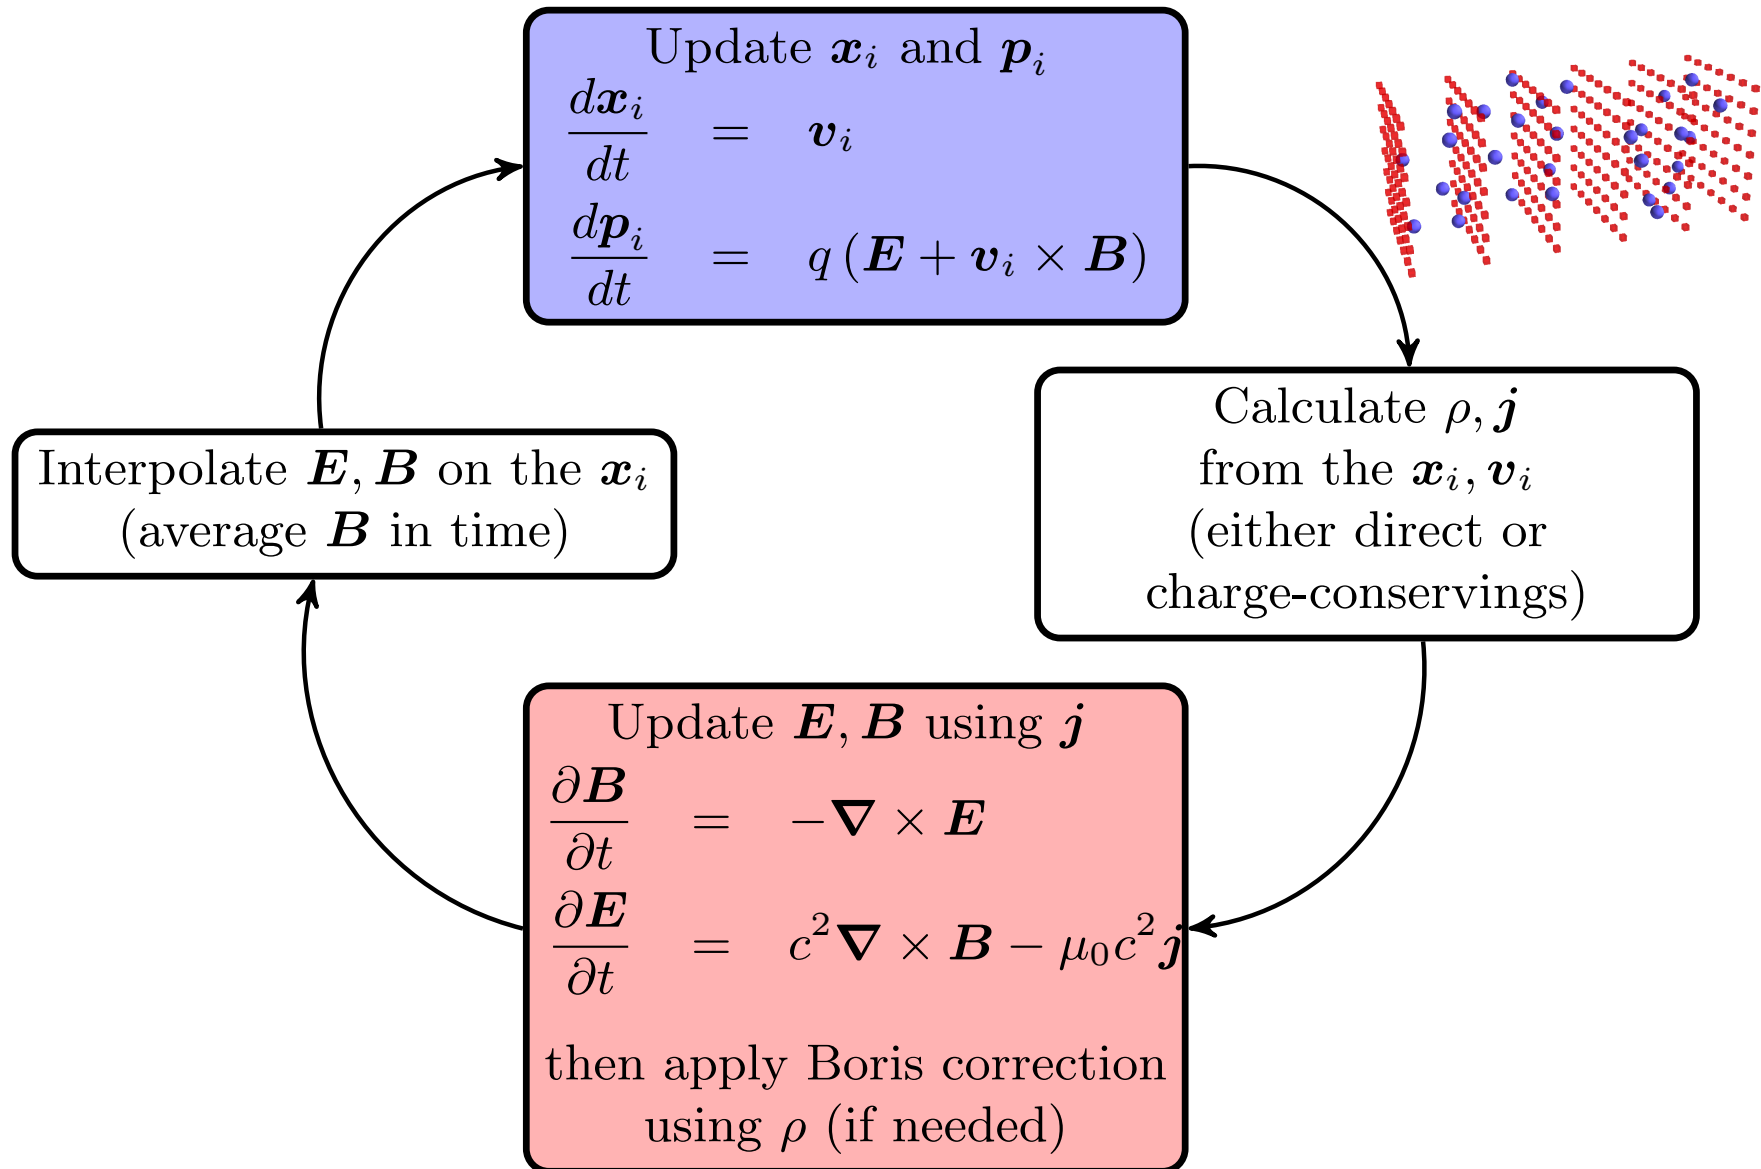 Update 𝒙ᵢ and 𝒑ᵢ
d𝒙ᵢ/dt = 𝒗ᵢ
d𝒑ᵢ/dt = q (𝑬 + 𝒗ᵢ × 𝑩)
Calculate ρ, 𝒋
from the 𝒙ᵢ, 𝒗ᵢ
(either direct or
charge-conservings)
Update 𝑬, 𝑩 using 𝒋
∂𝑩/∂t = −𝛁 × 𝑬
∂𝑬/∂t = c²𝛁 × 𝑩 − μ₀c²𝒋
then apply Boris correction
using ρ (if needed)
Interpolate 𝑬, 𝑩 on the 𝒙ᵢ
(average 𝑩 in time)